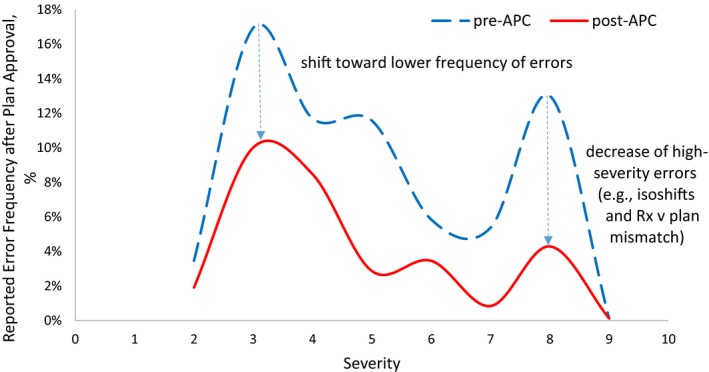 18%
16%
14%
12%
10%
8%
6%
4%
2%
0%
Reported Error Frequency after Plan Approval,
%
pre-APC
post-APC
shift toward lower frequency of errors
decrease of high-
severity errors
(e.g., isoshifts
and Rx v plan
mismatch)
0 1 2 3 4 5 6 7 8 9 10
Severity